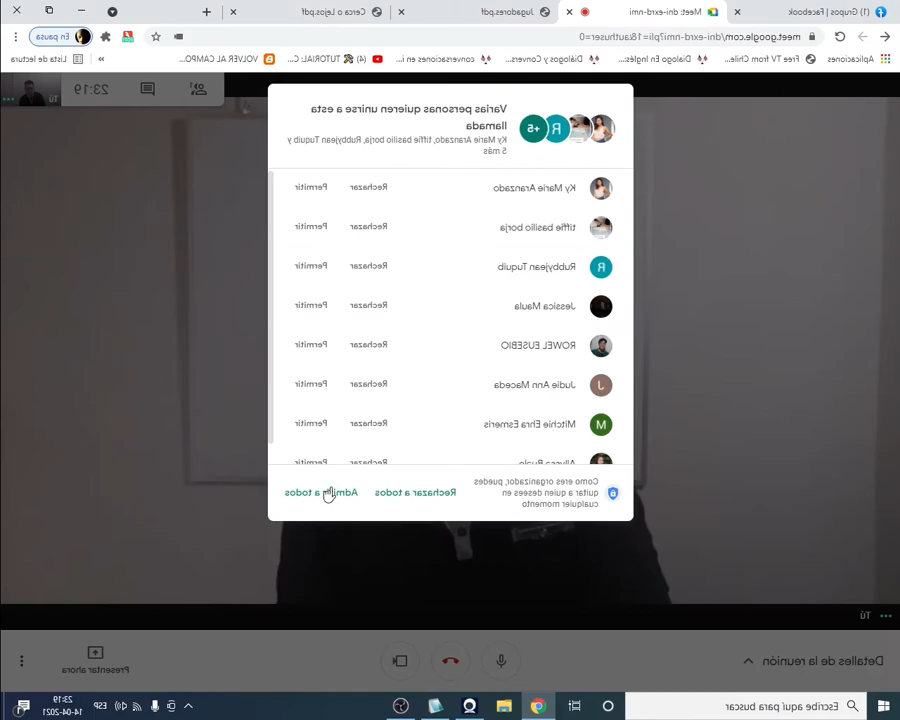 (1) Grupos | Facebook
Meet: dni-exrd-nmi
Jugadores.pdf
Cerca o Lejos.pdf
meet.google.com/dni-exrd-nmi?pli=1&authuser=0
En pausa
Aplicaciones
Free TV from Chile...
Dialogo en Inglés...
Diálogos y Convers...
conversaciones en i...
TUTORIAL: C...
VOLVER AL CAMPO...
»
Lista de lectura
23:19
Varias personas quieren unirse a esta
llamada
Ky Marie Aranzado, tiffie basilio borja, Rubbyjean Tuquib y
5 más
R
+5
Ky Marie Aranzado Rechazar Permitir
tiffie basilio borja Rechazar Permitir
R Rubbyjean Tuquib Rechazar Permitir
Jessica Maula Rechazar Permitir
ROWEL EUSEBIO Rechazar Permitir
J Judie Ann Maceda Rechazar Permitir
M Mitchie Ehra Esmeris Rechazar Permitir
Rechazar Permitir
Como eres organizador, puedes
quitar a quien desees en
cualquier momento
Rechazar a todos
Admitir a todos
Tú
Detalles de la reunión
Presentar ahora
Escribe aquí para buscar
ESP
23:19
14-04-2021